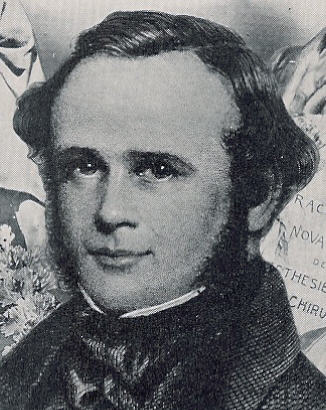 RAC
NOVA
DE
THESIE
CHIRU